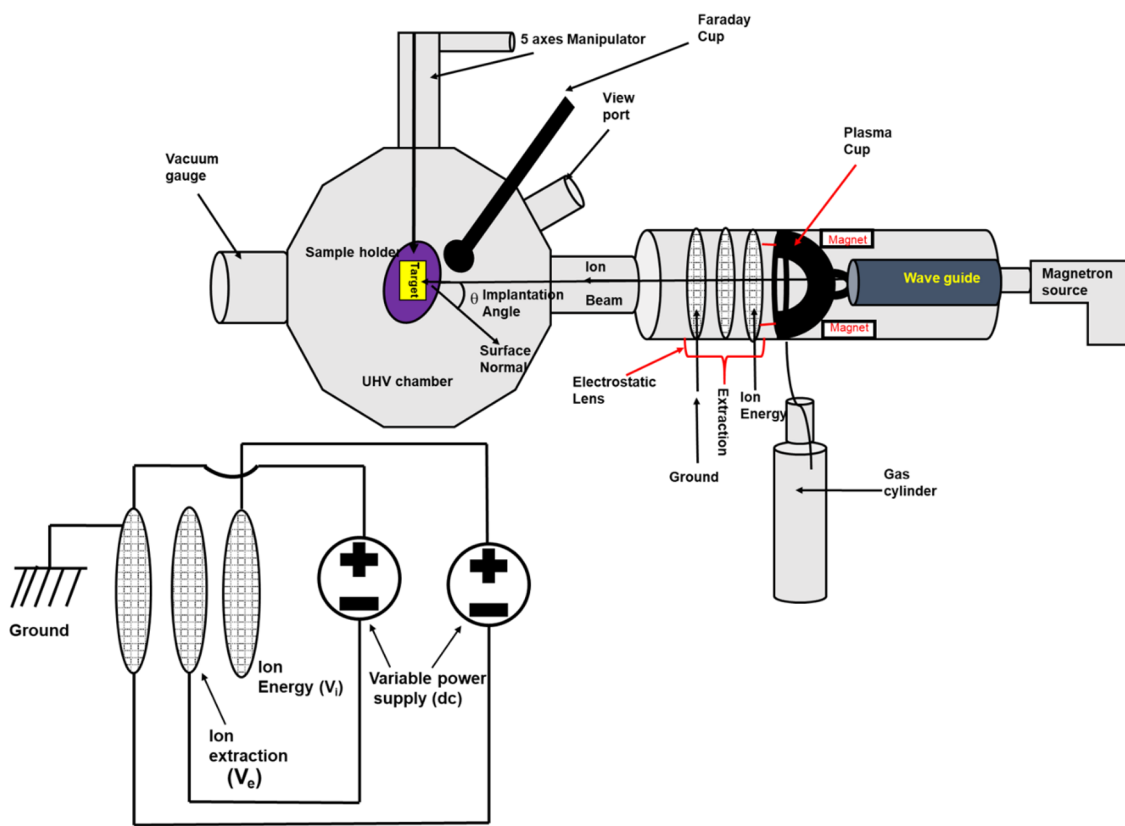 Faraday
Cup
5 axes Manipulator
View
port
Plasma
Cup
Vacuum
gauge
Magnet
Sample holder
Target
Ion
Beam
Wave guide
Magnetron
source
θ Implantation
Angle
Surface
Normal
Magnet
UHV chamber
Electrostatic
Lens
Extraction
Ion
Energy
Ground
Gas
cylinder
Ground
Ion
Energy (Vi)
Variable power
supply (dc)
Ion
extraction
(Ve)